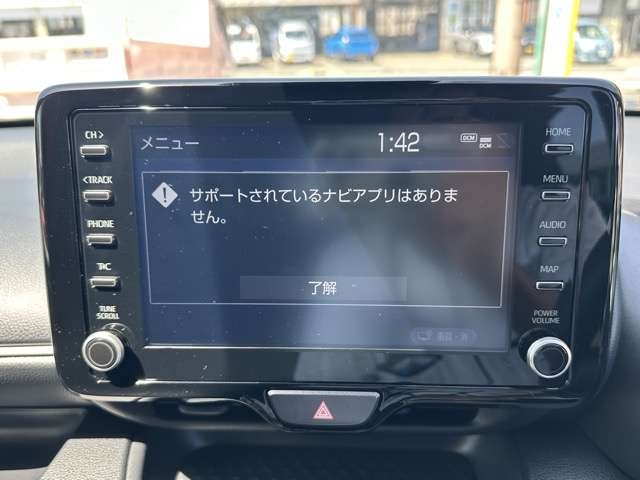 メニュー
1:42
DCM
DCM
サポートされているナビアプリはありま
せん。
了解
CH>
<TRACK
PHONE
T/C
TUNE
SCROLL
HOME
MENU
AUDIO
MAP
POWER
VOLUME